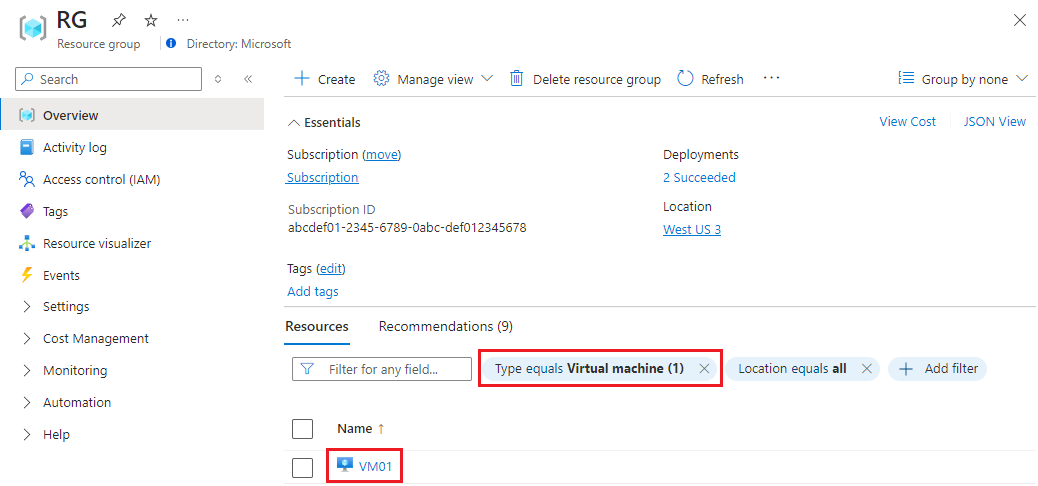 RG
Resource group
Directory: Microsoft
Search
Overview
Activity log
Access control (IAM)
Tags
Resource visualizer
Events
Settings
Cost Management
Monitoring
Automation
Help
Create
Manage view
Delete resource group
Refresh
Group by none
Essentials
View Cost
JSON View
Subscription (move)
Subscription
Subscription ID
abcdef01-2345-6789-0abc-def012345678
Deployments
2 Succeeded
Location
West US 3
Tags (edit)
Add tags
Resources
Recommendations (9)
Filter for any field...
Type equals Virtual machine (1)
Location equals all
Add filter
Name
VM01